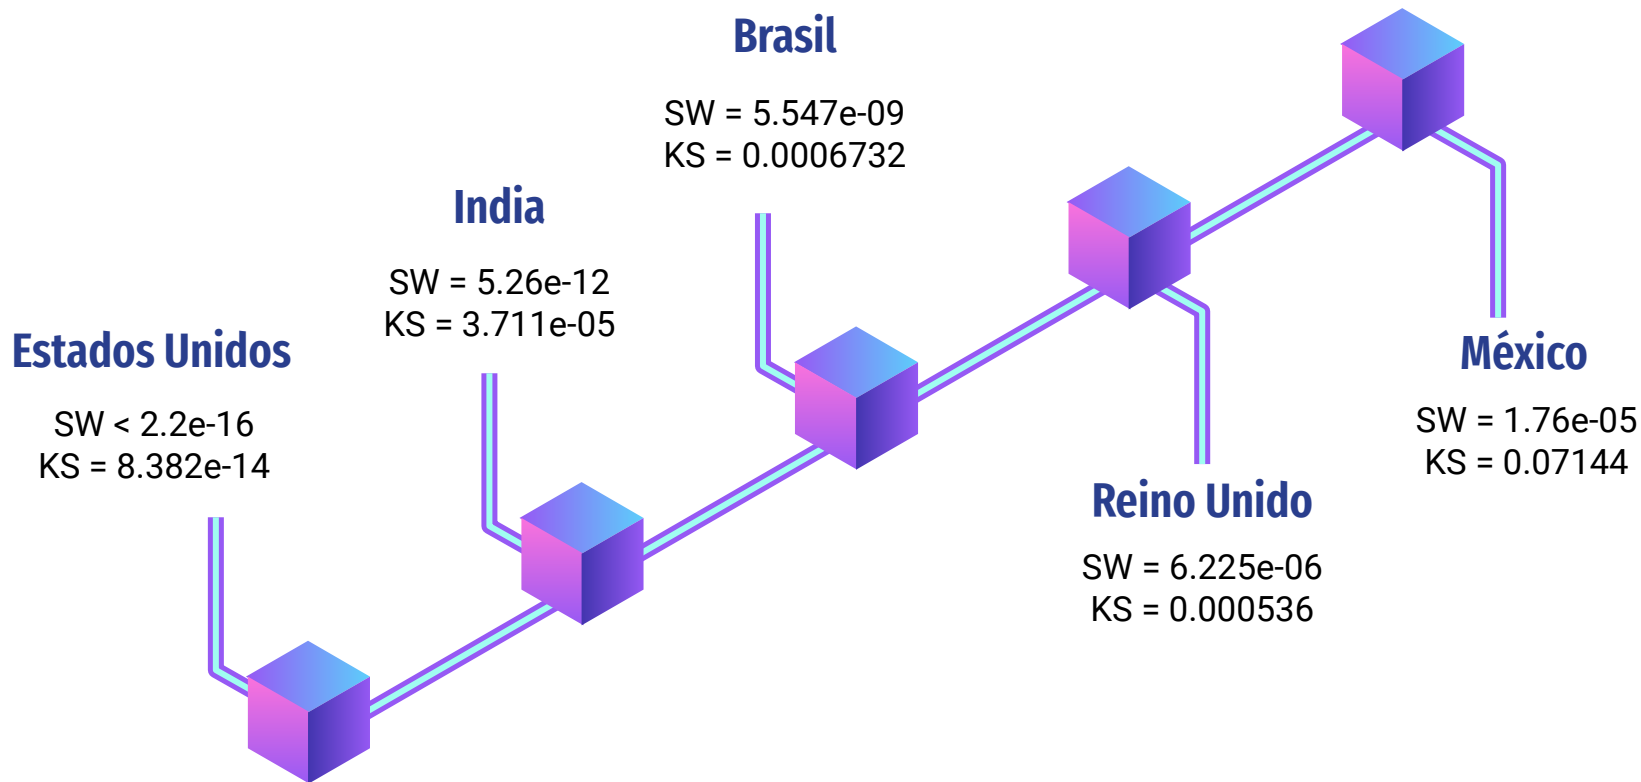 Estados Unidos
SW < 2.2e-16
KS = 8.382e-14
India
SW = 5.26e-12
KS = 3.711e-05
Brasil
SW = 5.547e-09
KS = 0.0006732
Reino Unido
SW = 6.225e-06
KS = 0.000536
México
SW = 1.76e-05
KS = 0.07144